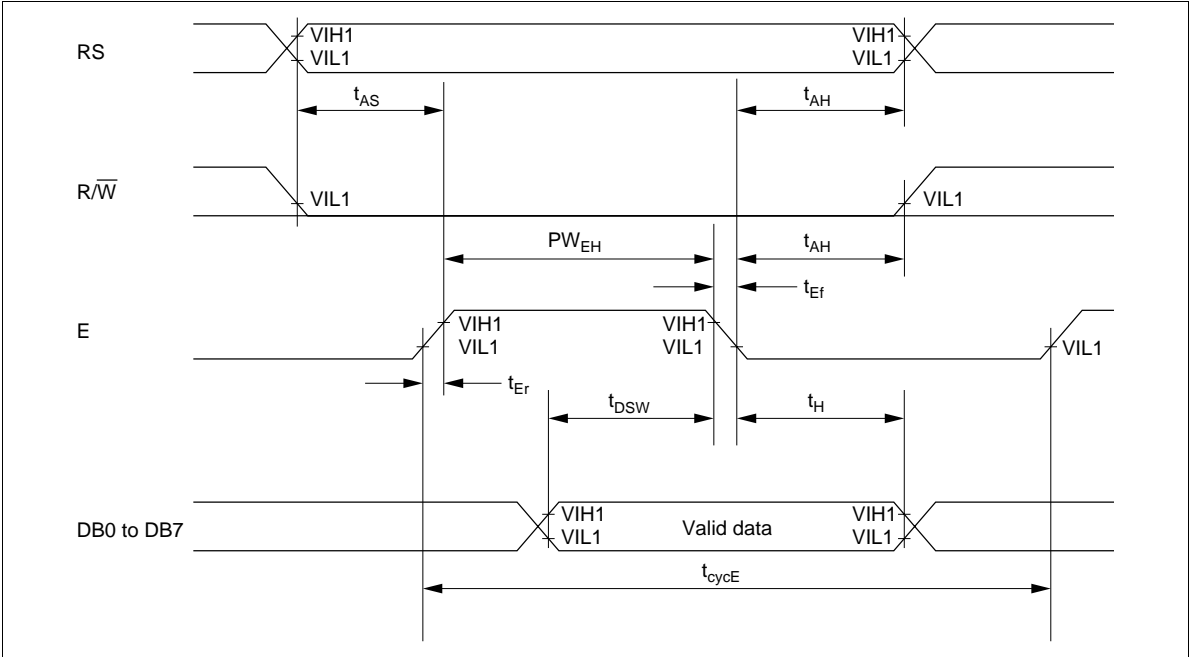 RS
VIH1
VIL1
VIH1
VIL1
tAS
tAH
R/W̅
VIL1
VIL1
PWEH
tAH
tEf
E
VIH1
VIL1
VIH1
VIL1
VIL1
tEr
tDSW
tH
DB0 to DB7
VIH1
VIL1
Valid data
VIH1
VIL1
tcycE